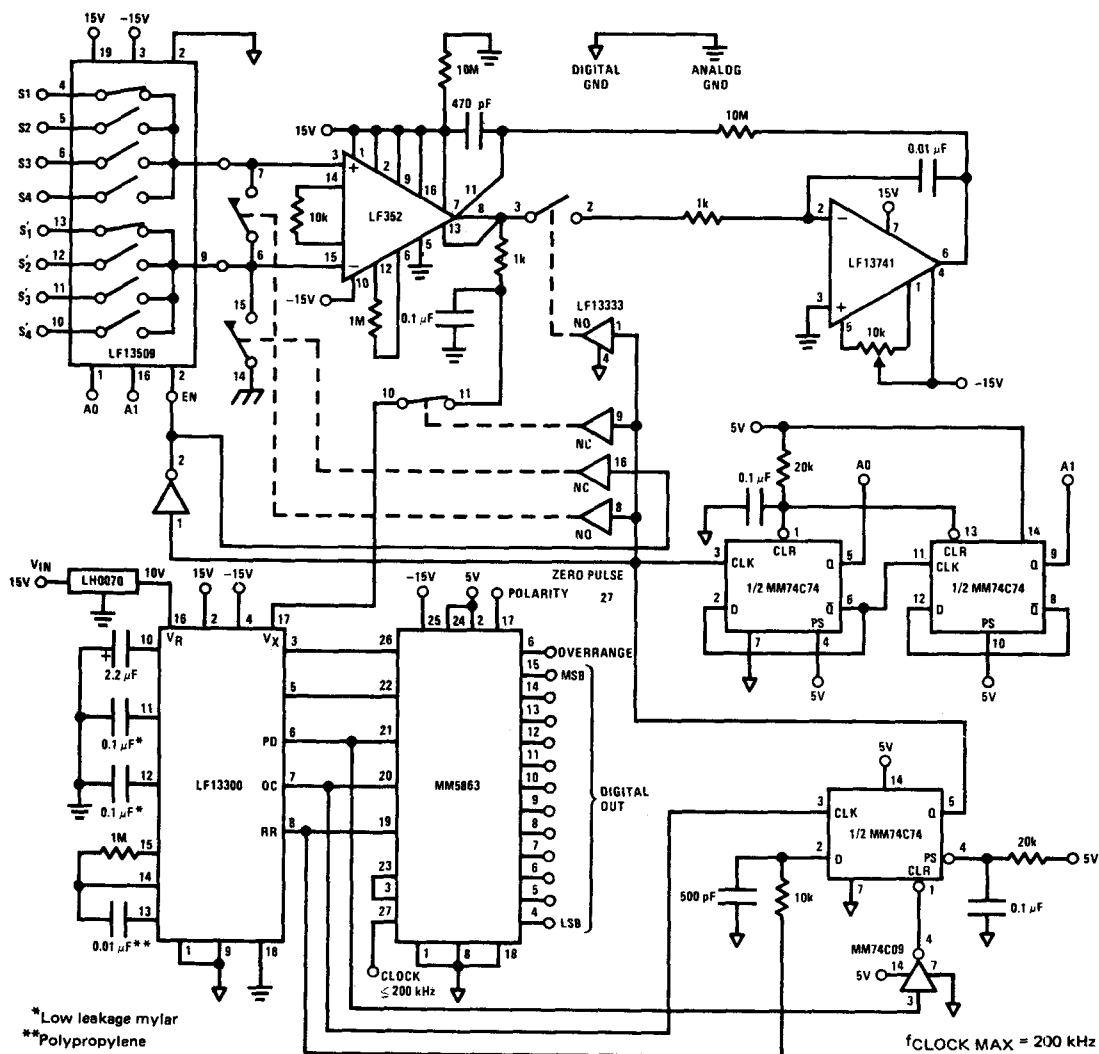 15V -15V
19 3 2
S1 4
S2 5
S3 6
S4 7
S'1 13
S'2 12 9 6
S'3 11
S'4 10
LF13509
1 16 2
A0 A1 EN
15
14
10M
DIGITAL GND
ANALOG GND
470 pF
15V
3 + 1 2 9 16 11
14
10k
LF352
7 8 13
15 - 10 12 6 5
-15V
1M
0.1 µF
1k
3 2
1k
10M
0.01 µF
15V
2 - 7
LF13741
6
4
3 + 5 1
10k
-15V
LF13333
NO 1
4
10 11
NC 9
NC 16
NO 8
2
1
5V
20k
0.1 µF
A0 A1
1 13 14
3 CLK CLR Q 5
1/2 MM74C74
2 D Q̅ 6
PS
7 4
5V
11 CLR CLK Q 9
1/2 MM74C74
12 D Q̅ 8
PS
10
5V
ZERO PULSE
27
VIN
15V LH0070 10V
15V -15V
16 2 4 17
VR VX
10
2.2 µF
+
11
0.1 µF*
12
0.1 µF*
1M
15
14
13
0.01 µF**
LF13300
3
5
PD 6
OC 7
RR 8
1 9 18
-15V 5V POLARITY
25 24 2 17
26
22
21
20
19
23
3
27
MM5863
6 OVERRANGE
15 MSB
14
13
12
11
10
9
8
7
6
5
4 LSB
DIGITAL OUT
1 8 18
CLOCK
≤ 200 kHz
5V
14
3 CLK Q 5
1/2 MM74C74
2 D PS 4
CLR
7 1
20k
5V
0.1 µF
500 pF
10k
4
MM74C09
5V 14 7
3
*Low leakage mylar
**Polypropylene
fCLOCK MAX = 200 kHz